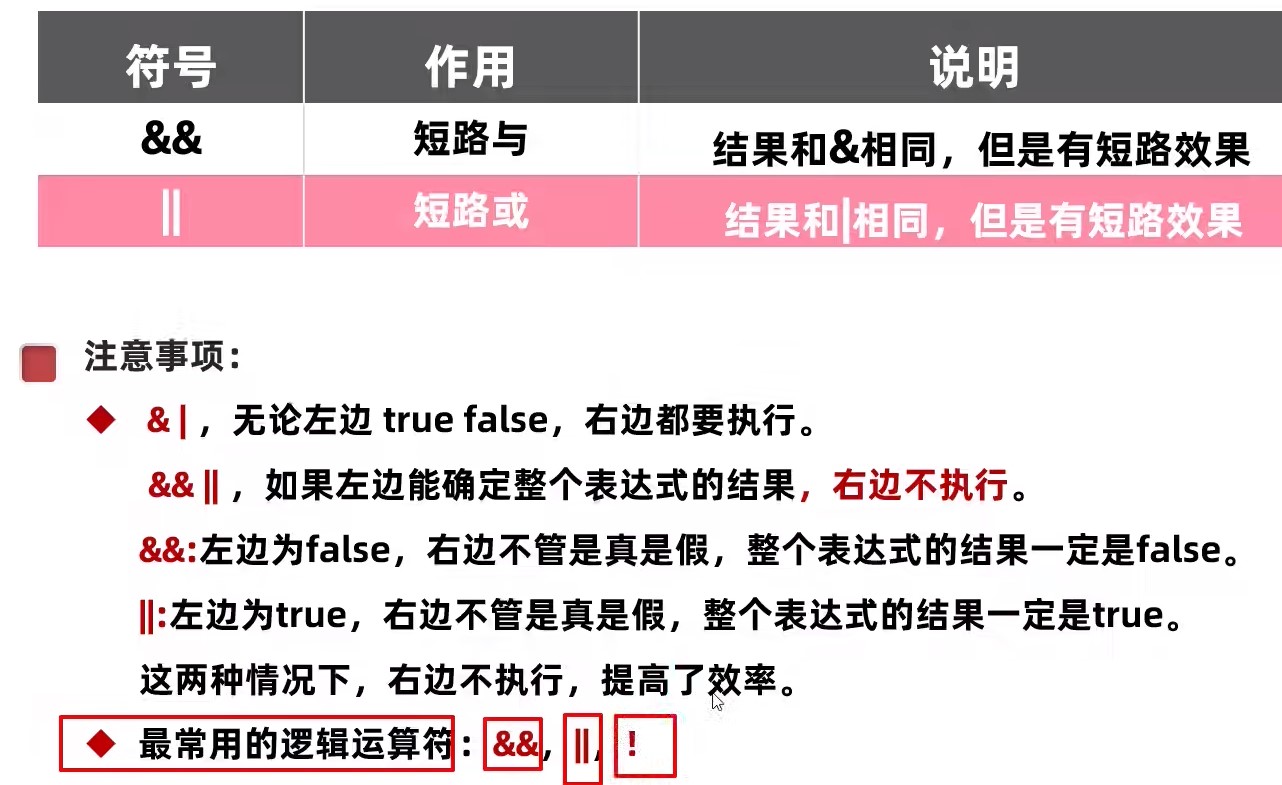 符号 作用 说明
&& 短路与 结果和&相同，但是有短路效果
|| 短路或 结果和|相同，但是有短路效果
注意事项：
& | ，无论左边 true false，右边都要执行。
&& || ，如果左边能确定整个表达式的结果，右边不执行。
&&:左边为false，右边不管是真是假，整个表达式的结果一定是false。
||:左边为true，右边不管是真是假，整个表达式的结果一定是true。
这两种情况下，右边不执行，提高了效率。
最常用的逻辑运算符：&&, ||, !